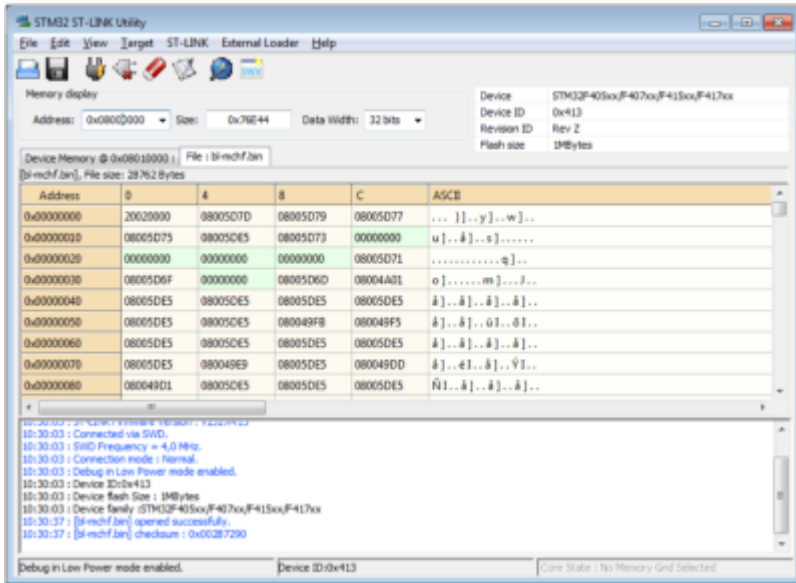 STM32 ST-LINK Utility
File Edit View Target ST-LINK External Loader Help
Memory display
Address: 0x08000000 Size: 0x76E44 Data Width: 32 bits
Device STM32F405xx/F407xx/F415xx/F417xx
Device ID 0x413
Revision ID Rev Z
Flash size 1MBytes
Device Memory @ 0x08010000 : File : bl-mchf.bin
[bl-mchf.bin], File size: 28762 Bytes
Address 0 4 8 C ASCII
0x00000000 20020000 08005D7D 08005D79 08005D77 ... }]..y]..w]..
0x00000010 08005D75 08005DE5 08005D73 00000000 u]..å]..s]......
0x00000020 00000000 00000000 00000000 08005D71 ............q]..
0x00000030 08005D6F 00000000 08005D6D 08004A01 o]......m]...J..
0x00000040 08005DE5 08005DE5 08005DE5 08005DE5 å]..å]..å]..å]..
0x00000050 08005DE5 08005DE5 080049FB 080049F5 å]..å]..ûI..õI..
0x00000060 08005DE5 08005DE5 08005DE5 08005DE5 å]..å]..å]..å]..
0x00000070 08005DE5 080049E9 08005DE5 080049DD å]..éI..å]..ÝI..
0x00000080 080049D1 08005DE5 08005DE5 08005DE5 ÑI..å]..å]..å]..
10:30:03 : Connected via SWD.
10:30:03 : SWD Frequency = 4,0 MHz.
10:30:03 : Connection mode : Normal.
10:30:03 : Debug in Low Power mode enabled.
10:30:03 : Device ID:0x413
10:30:03 : Device flash Size : 1MBytes
10:30:03 : Device family :STM32F405xx/F407xx/F415xx/F417xx
10:30:37 : [bl-mchf.bin] opened successfully.
10:30:37 : [bl-mchf.bin] checksum : 0x002B7290
Debug in Low Power mode enabled. Device ID:0x413 Core State : No Memory Grid Selected